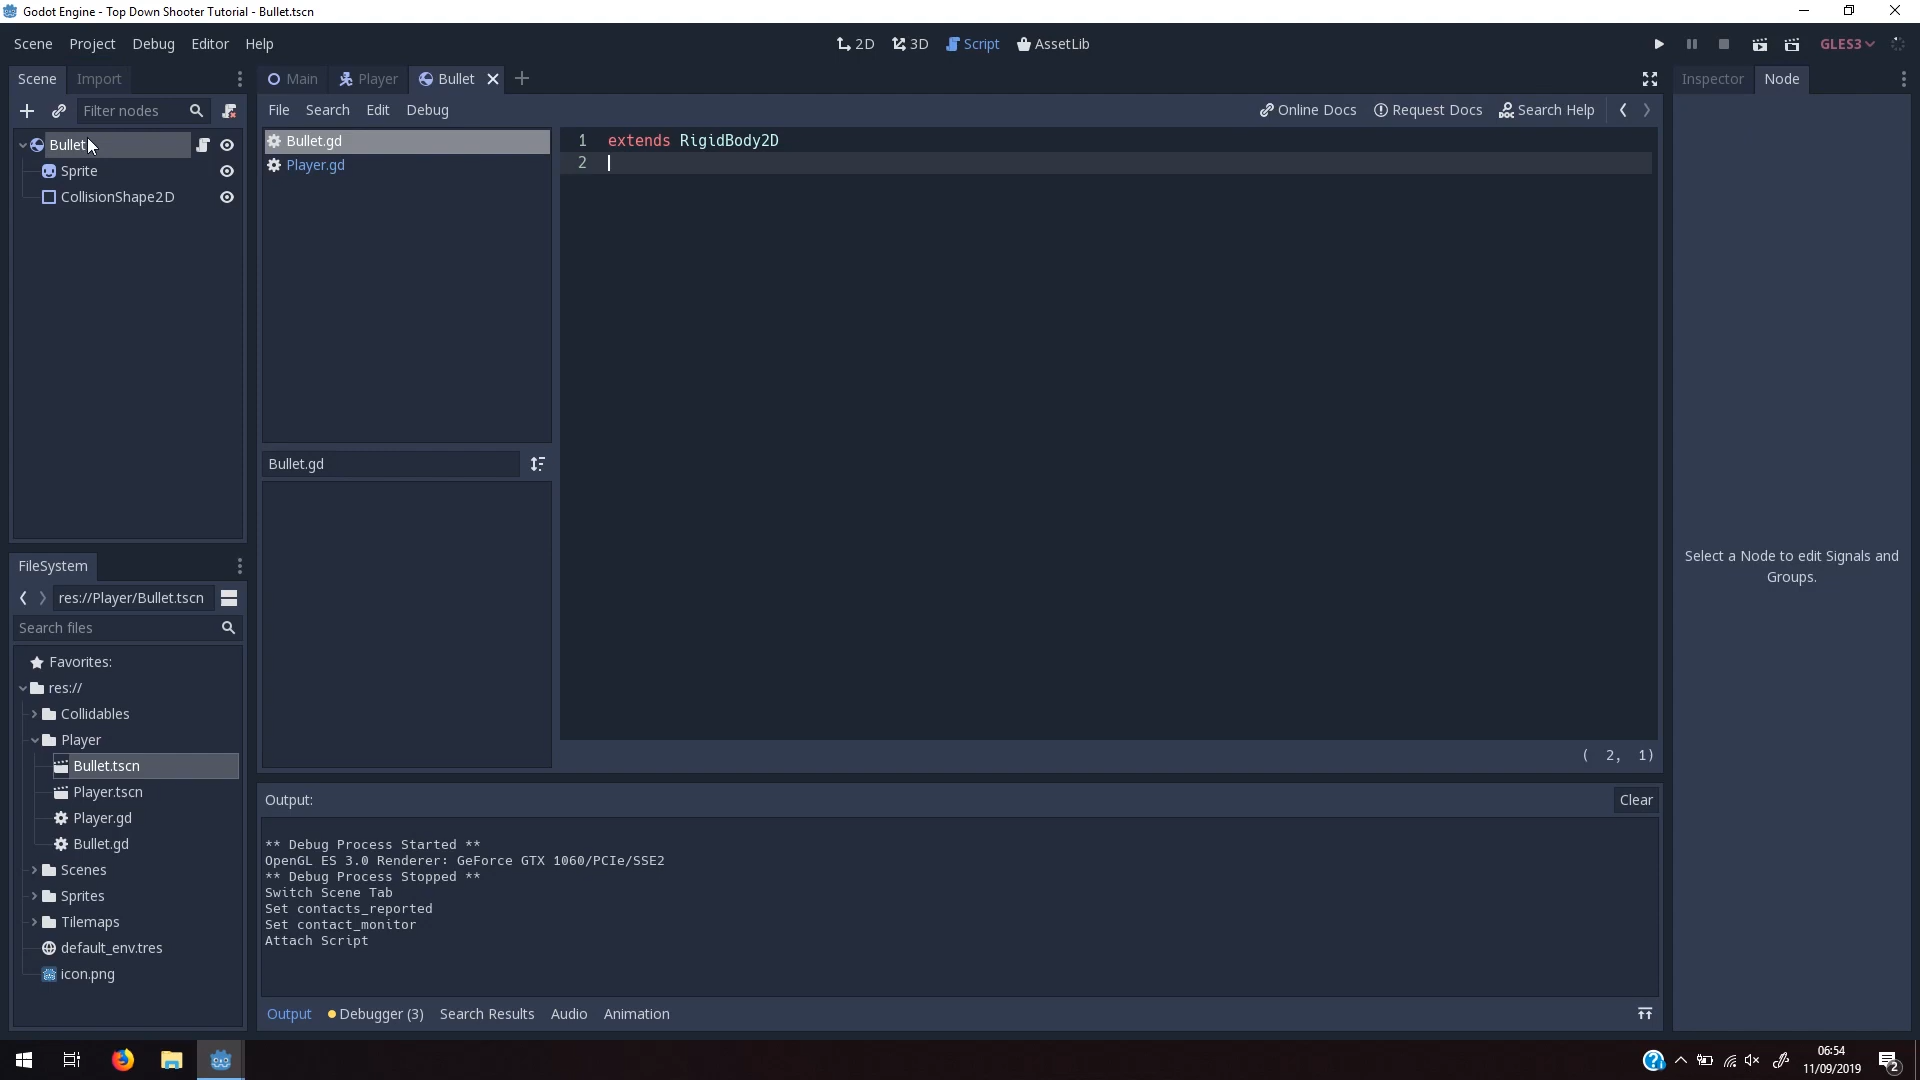 Godot Engine - Top Down Shooter Tutorial - Bullet.tscn
Scene Project Debug Editor Help
2D 3D Script AssetLib
GLES3
Scene Import
Main Player Bullet
Inspector Node
Filter nodes
File Search Edit Debug
Online Docs Request Docs Search Help
Bullet
Sprite
CollisionShape2D
Bullet.gd
Player.gd
1 extends RigidBody2D
2
Bullet.gd
( 2, 1)
Select a Node to edit Signals and
Groups.
FileSystem
res://Player/Bullet.tscn
Search files
Favorites:
res://
Collidables
Player
Bullet.tscn
Player.tscn
Player.gd
Bullet.gd
Scenes
Sprites
Tilemaps
default_env.tres
icon.png
Output:
Clear
** Debug Process Started **
OpenGL ES 3.0 Renderer: GeForce GTX 1060/PCIe/SSE2
** Debug Process Stopped **
Switch Scene Tab
Set contacts_reported
Set contact_monitor
Attach Script
Output Debugger (3) Search Results Audio Animation
06:54
11/09/2019
2